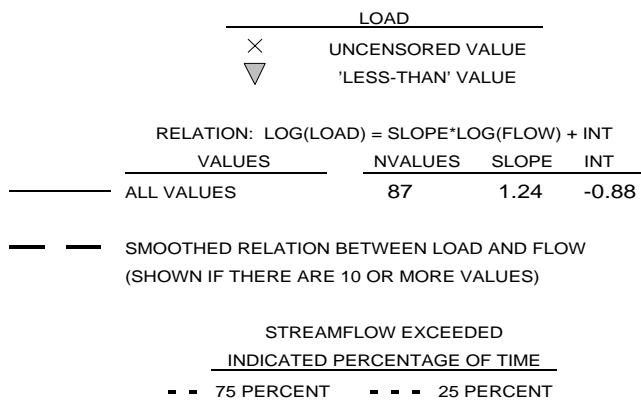 LOAD
UNCENSORED VALUE
'LESS-THAN' VALUE
RELATION: LOG(LOAD) = SLOPE*LOG(FLOW) + INT
VALUES NVALUES SLOPE INT
ALL VALUES 87 1.24 -0.88
SMOOTHED RELATION BETWEEN LOAD AND FLOW
(SHOWN IF THERE ARE 10 OR MORE VALUES)
STREAMFLOW EXCEEDED
INDICATED PERCENTAGE OF TIME
75 PERCENT 25 PERCENT